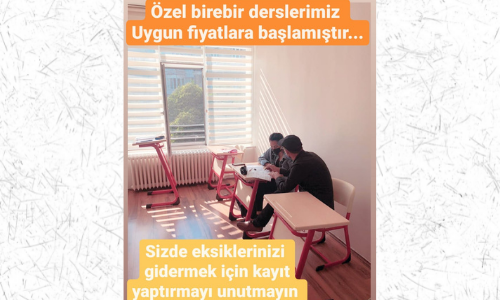 Özel birebir derslerimiz
Uygun fiyatlara başlamıştır...
Sizde eksiklerinizi
gidermek için kayıt
yaptırmayı unutmayın